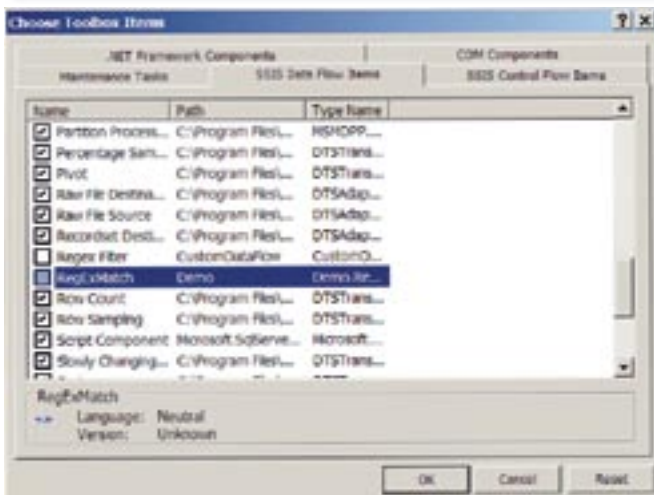 Choose Toolbox Items
.NET Framework Components COM Components
Maintenance Tasks SSIS Data Flow Items SSIS Control Flow Items
Name Path Type Name
Partition Process... C:\Program Files\... MSMDPP....
Percentage Sam... C:\Program Files\... DTSTrans...
Pivot C:\Program Files\... DTSTrans...
Raw File Destina... C:\Program Files\... DTSAdap...
Raw File Source C:\Program Files\... DTSAdap...
Recordset Desti... C:\Program Files\... DTSAdap...
Regex Filter CustomDataFlow CustomD...
RegExMatch Demo Demo.Re...
Row Count C:\Program Files\... DTSTrans...
Row Sampling C:\Program Files\... DTSTrans...
Script Component Microsoft.SqlServe... Microsoft....
Slowly Changing... C:\Program Files\... DTSTrans...
RegExMatch
Language: Neutral
Version: Unknown
OK Cancel Reset